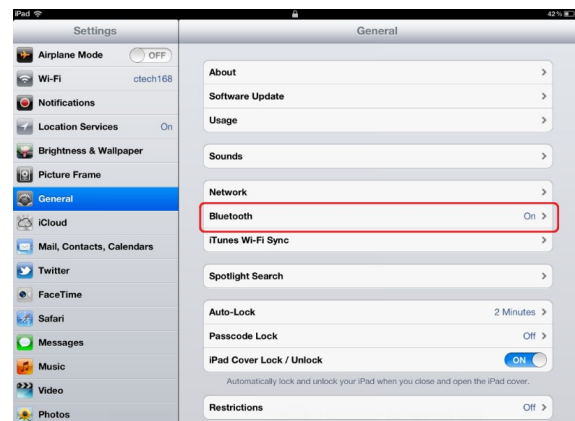 iPad 42%
Settings
General
Airplane Mode OFF
Wi-Fi ctech168
Notifications
Location Services On
Brightness & Wallpaper
Picture Frame
General
iCloud
Mail, Contacts, Calendars
Twitter
FaceTime
Safari
Messages
Music
Video
Photos
About
Software Update
Usage
Sounds
Network
Bluetooth On
iTunes Wi-Fi Sync
Spotlight Search
Auto-Lock 2 Minutes
Passcode Lock Off
iPad Cover Lock / Unlock ON
Automatically lock and unlock your iPad when you close and open the iPad cover.
Restrictions Off